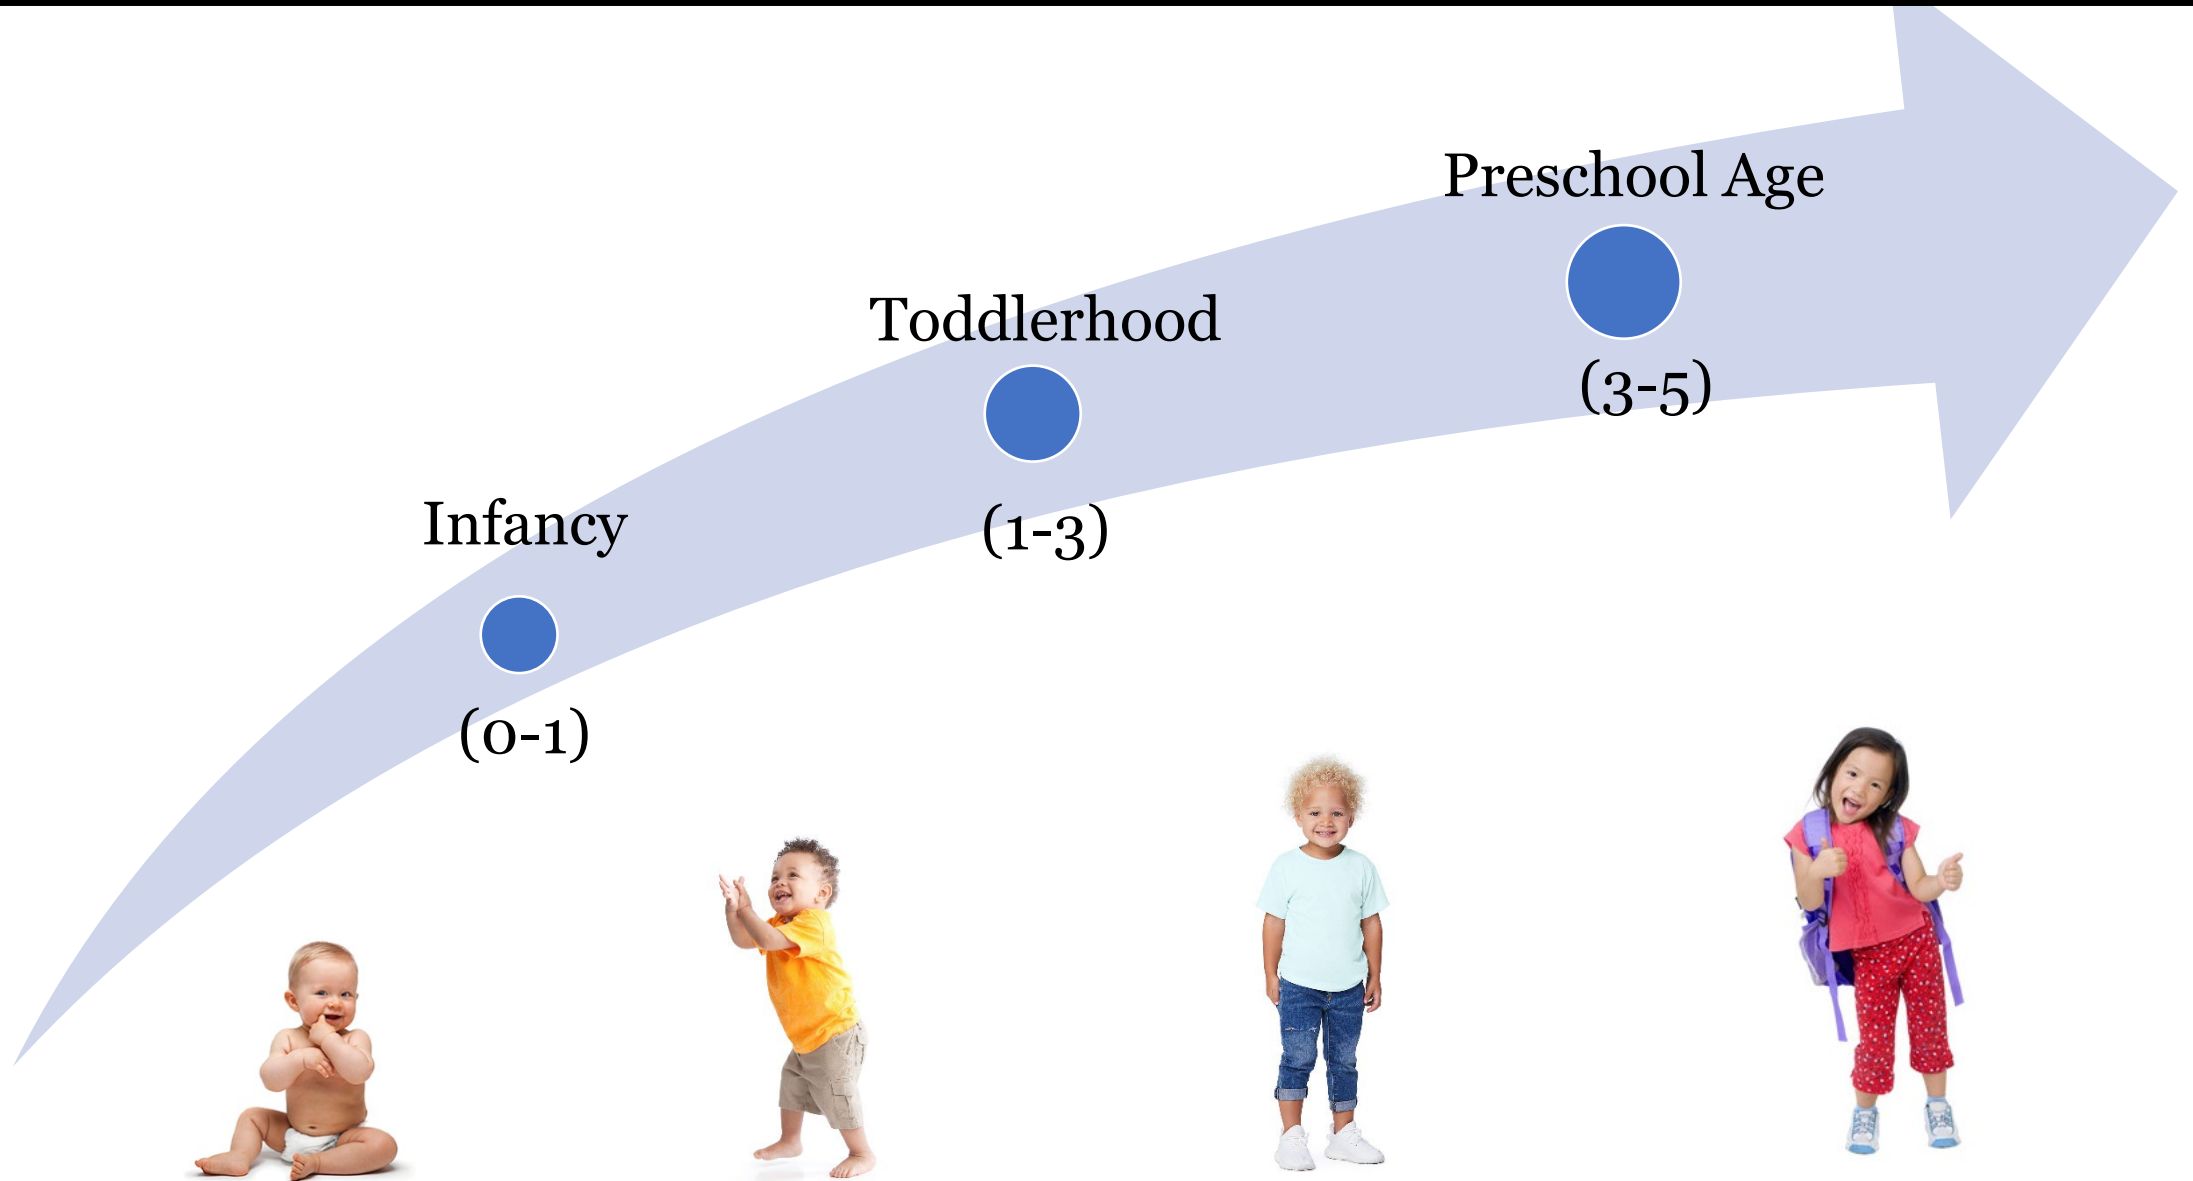 Preschool Age
(3-5)
Toddlerhood
(1-3)
Infancy
(0-1)